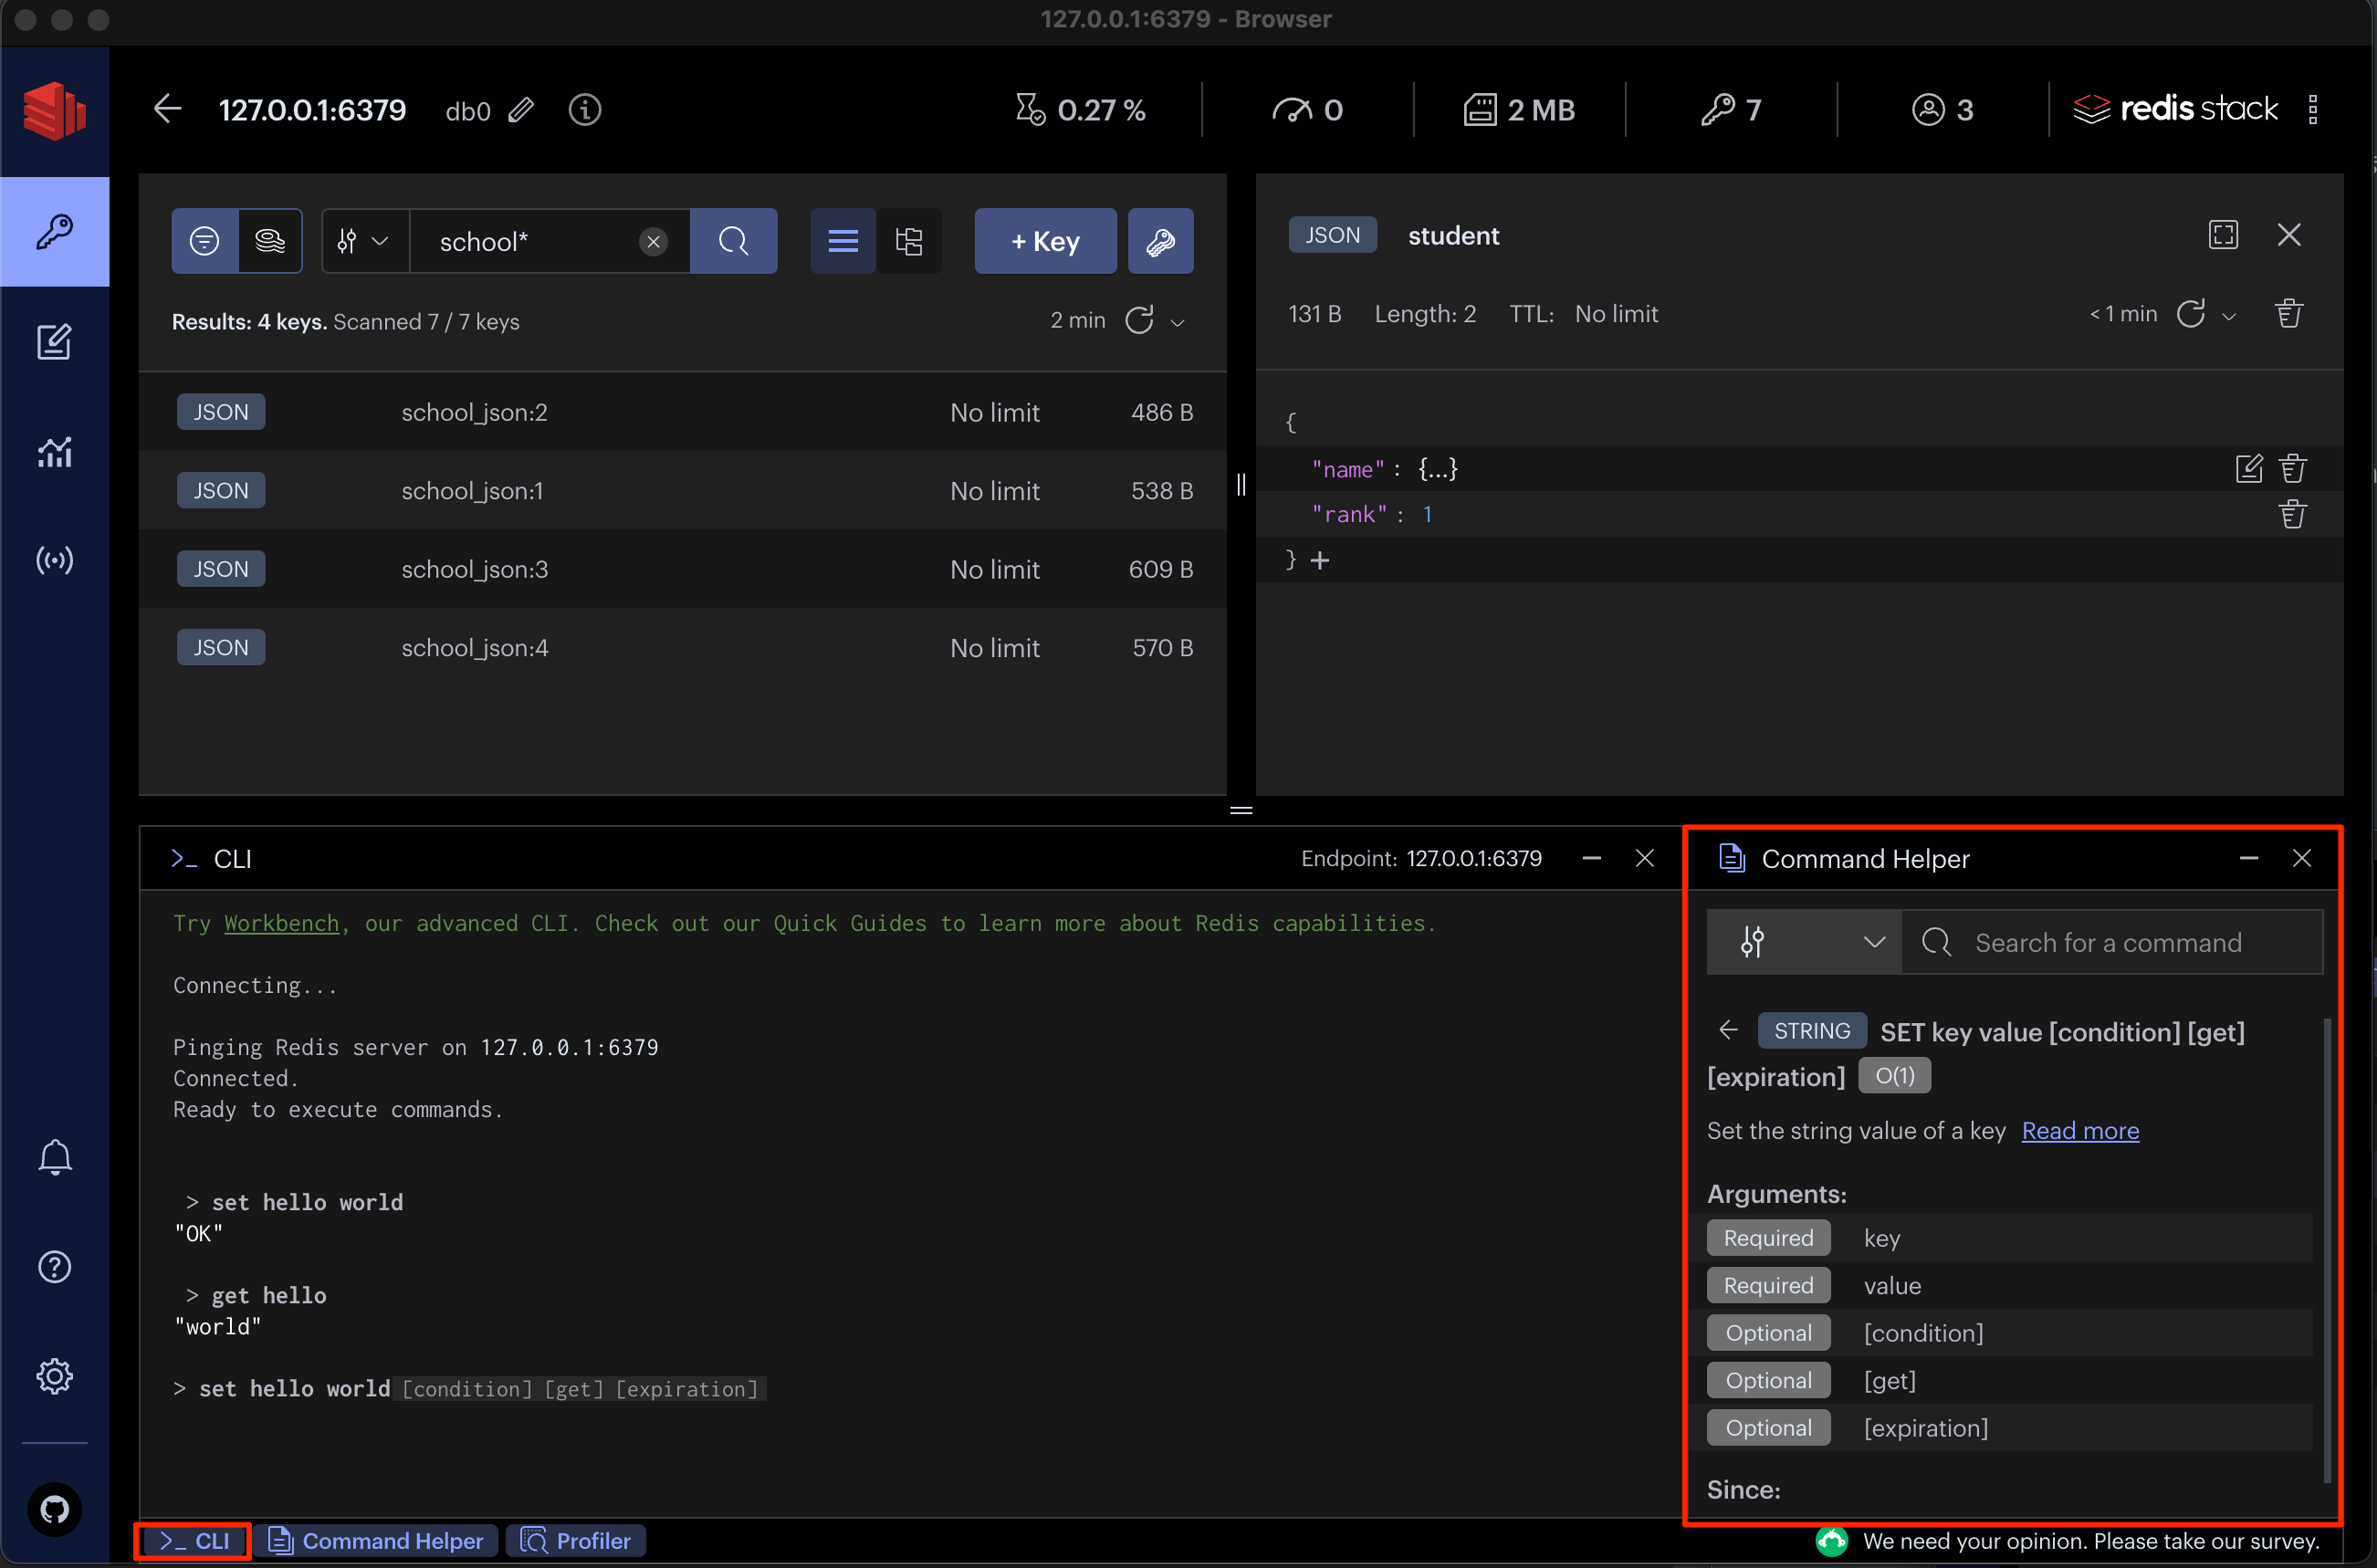 127.0.0.1:6379 - Browser
127.0.0.1:6379 db0 0.27 % 0 2 MB 7 3 redis stack
school* + Key
Results: 4 keys. Scanned 7 / 7 keys 2 min
JSON school_json:2 No limit 486 B
JSON school_json:1 No limit 538 B
JSON school_json:3 No limit 609 B
JSON school_json:4 No limit 570 B
JSON student
131 B Length: 2 TTL: No limit < 1 min
{
"name" : {...}
"rank" : 1
} +
>_ CLI Endpoint: 127.0.0.1:6379
Try Workbench, our advanced CLI. Check out our Quick Guides to learn more about Redis capabilities.
Connecting...
Pinging Redis server on 127.0.0.1:6379
Connected.
Ready to execute commands.
> set hello world
"OK"
> get hello
"world"
> set hello world [condition] [get] [expiration]
Command Helper
Search for a command
STRING SET key value [condition] [get]
[expiration] O(1)
Set the string value of a key Read more
Arguments:
Required key
Required value
Optional [condition]
Optional [get]
Optional [expiration]
Since:
>_ CLI Command Helper Profiler We need your opinion. Please take our survey.